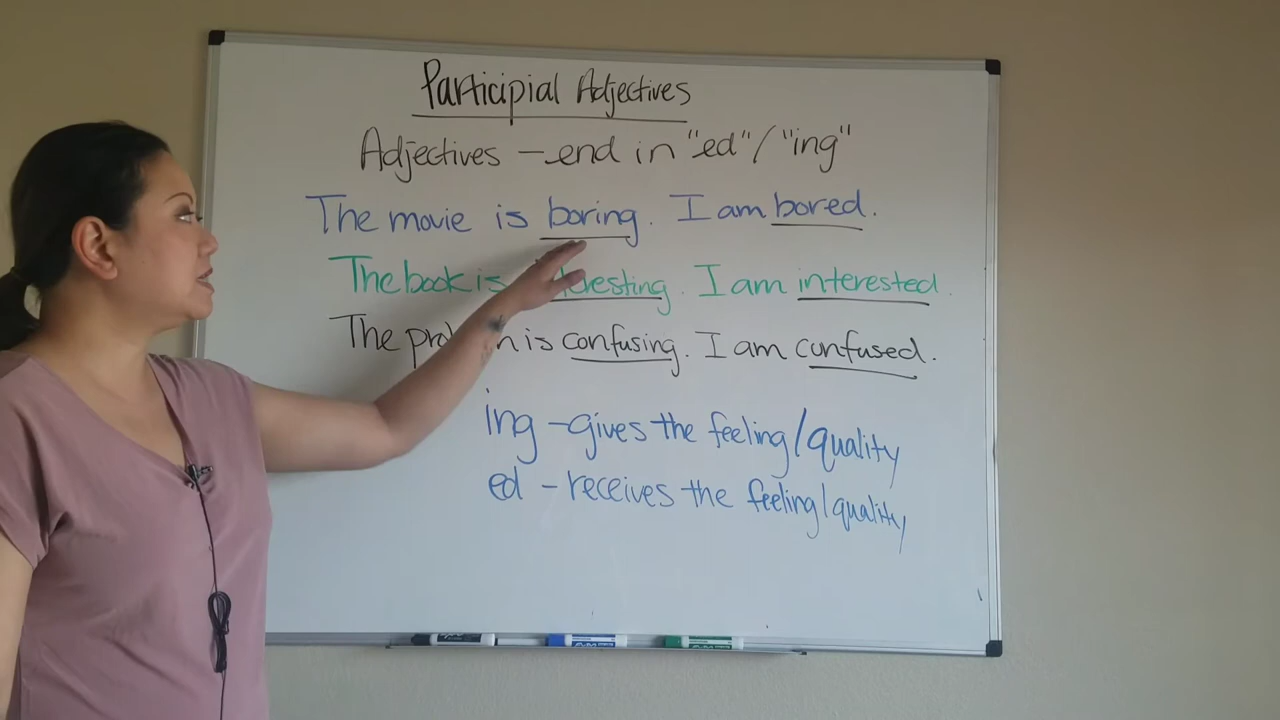 Participial Adjectives
Adjectives – end in "ed" / "ing"
The movie is boring. I am bored.
The book is interesting. I am interested.
The is confusing. I am confused.
ing – gives the feeling/quality
ed – receives the feeling/quality